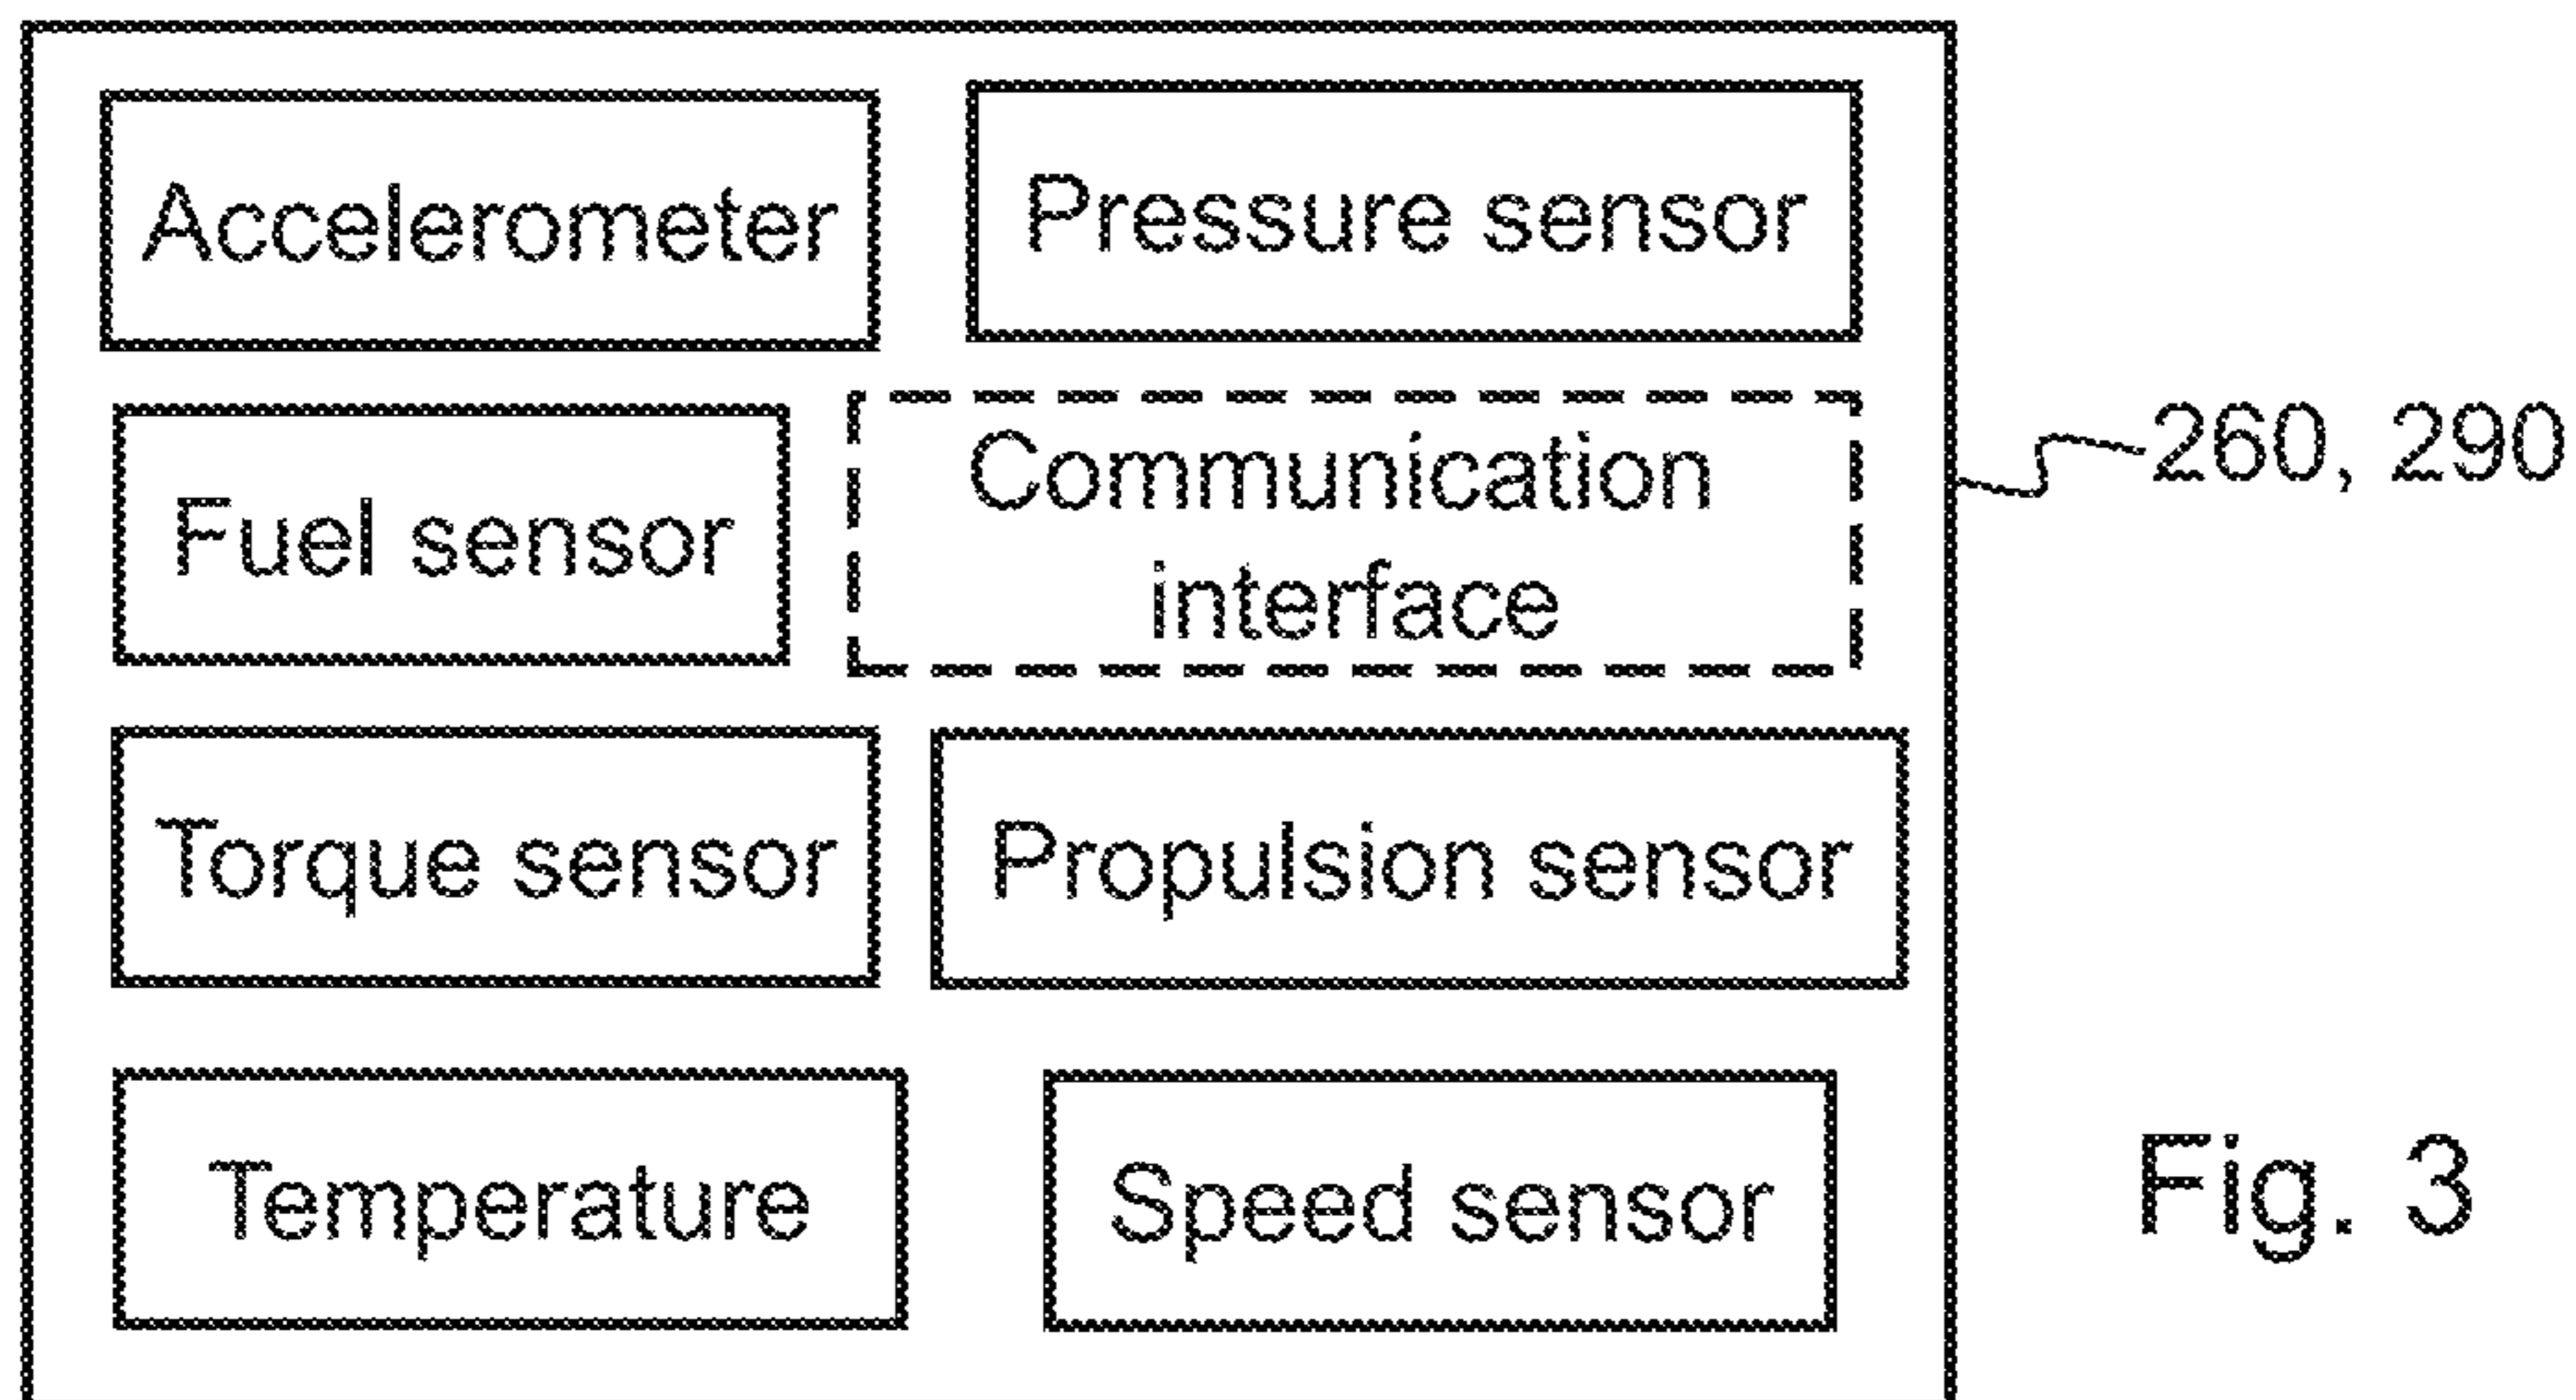 Accelerometer
Pressure sensor
Fuel sensor
Communication
interface
260, 290
Torque sensor
Propulsion sensor
Temperature
Speed sensor
Fig. 3